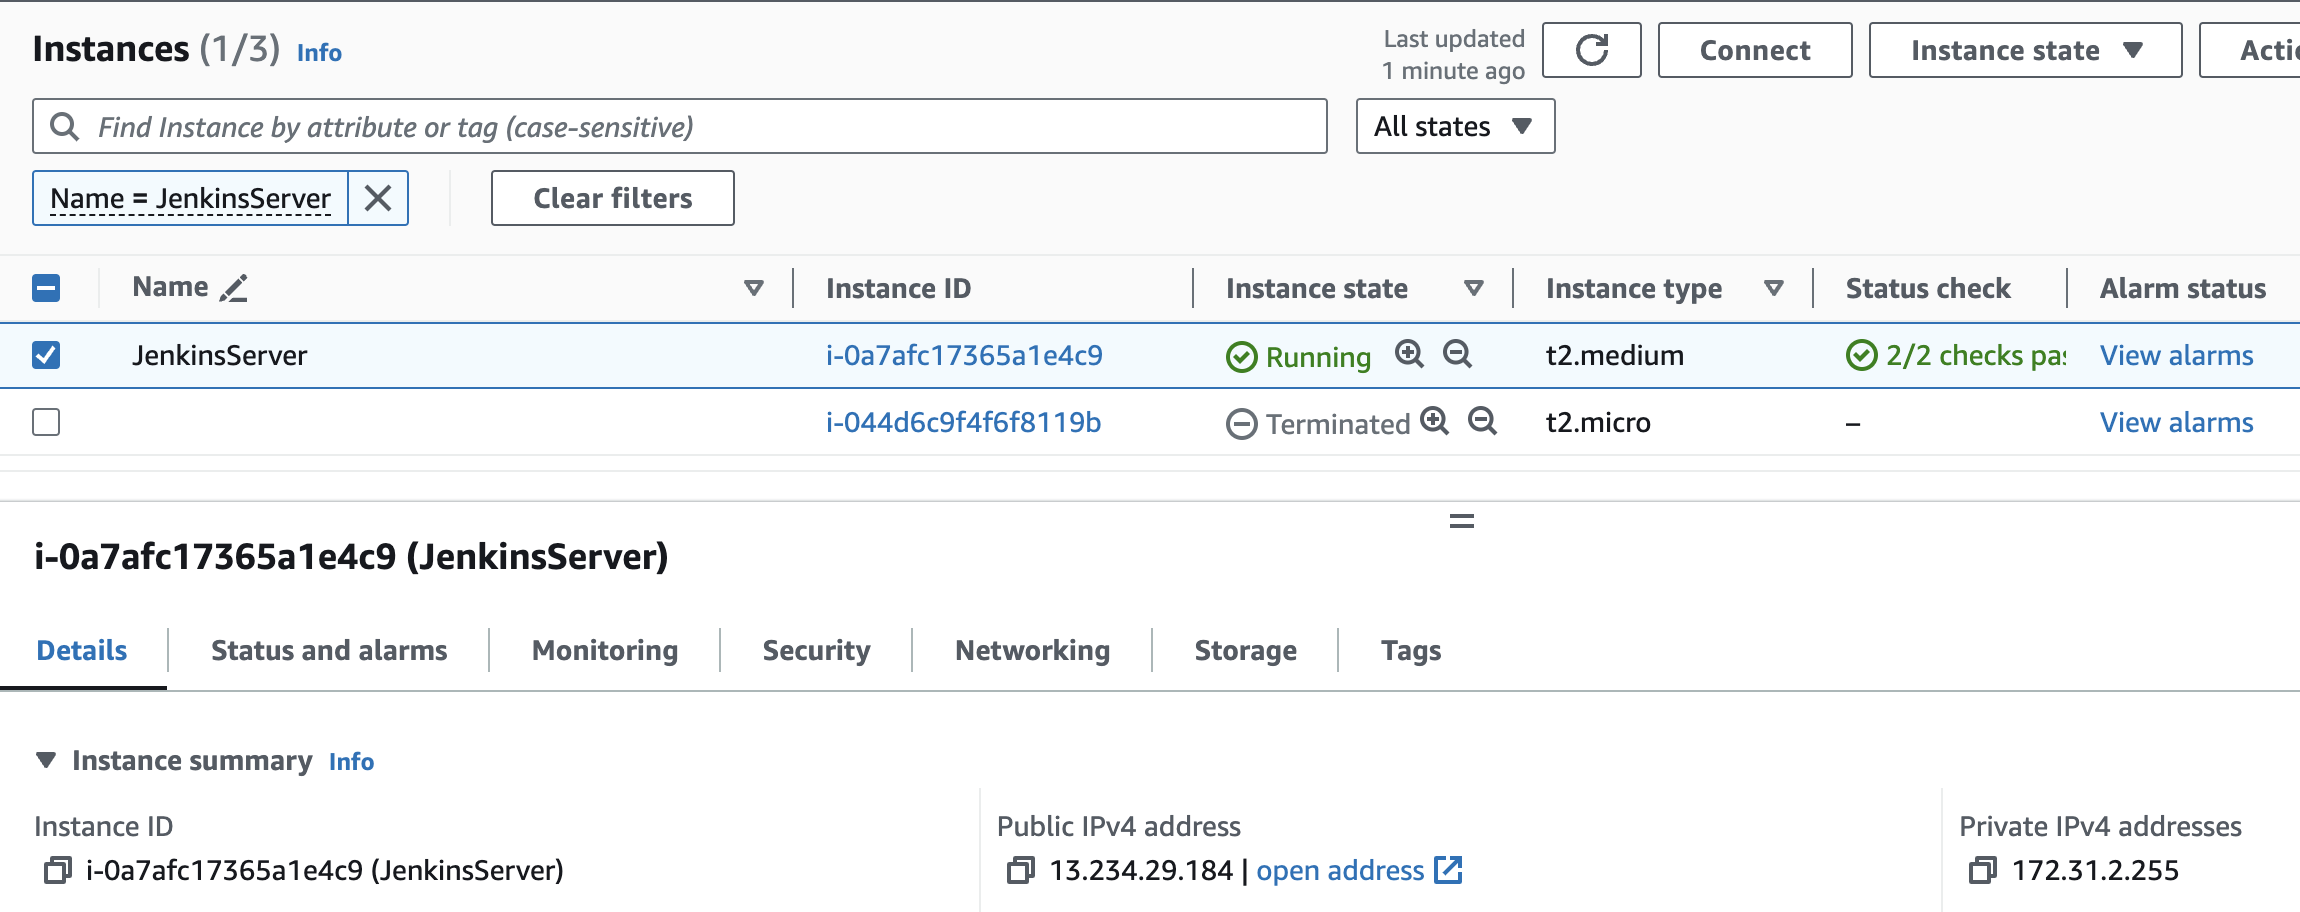 Instances (1/3) Info
Last updated
1 minute ago
Connect
Instance state
Acti
Find Instance by attribute or tag (case-sensitive)
All states
Name = JenkinsServer
Clear filters
Name Instance ID Instance state Instance type Status check Alarm status
JenkinsServer i-0a7afc17365a1e4c9 Running t2.medium 2/2 checks pas View alarms
i-044d6c9f4f6f8119b Terminated t2.micro – View alarms
i-0a7afc17365a1e4c9 (JenkinsServer)
Details Status and alarms Monitoring Security Networking Storage Tags
Instance summary Info
Instance ID
i-0a7afc17365a1e4c9 (JenkinsServer)
Public IPv4 address
13.234.29.184 | open address
Private IPv4 addresses
172.31.2.255